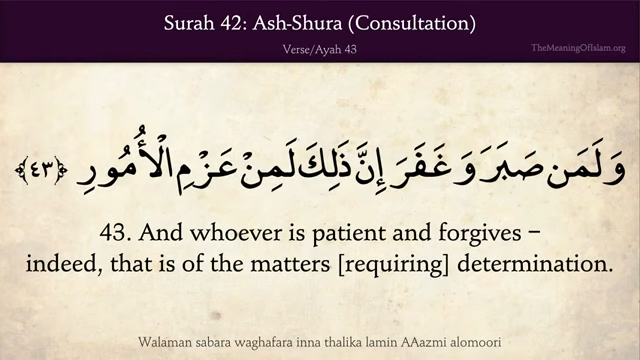 Surah 42: Ash-Shura (Consultation)
Verse/Ayah 43
TheMeaningOfIslam.org
وَلَمَن صَبَرَ وَغَفَرَ إِنَّ ذَٰلِكَ لَمِنْ عَزْمِ الْأُمُورِ ﴿٤٣﴾
43. And whoever is patient and forgives –
indeed, that is of the matters [requiring] determination.
Walaman sabara waghafara inna thalika lamin AAazmi alomoori